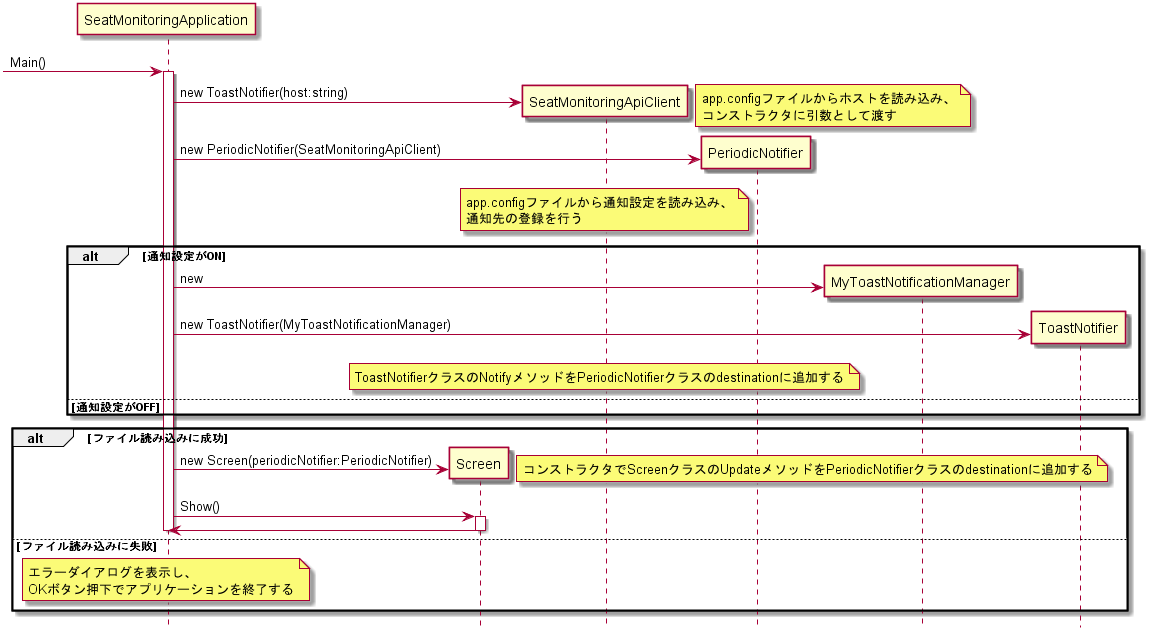 SeatMonitoringApplication
Main()
new ToastNotifier(host:string)
SeatMonitoringApiClient
app.configファイルからホストを読み込み、
コンストラクタに引数として渡す
new PeriodicNotifier(SeatMonitoringApiClient)
PeriodicNotifier
app.configファイルから通知設定を読み込み、
通知先の登録を行う
alt
[通知設定がON]
new
MyToastNotificationManager
new ToastNotifier(MyToastNotificationManager)
ToastNotifier
ToastNotifierクラスのNotifyメソッドをPeriodicNotifierクラスのdestinationに追加する
[通知設定がOFF]
alt
[ファイル読み込みに成功]
new Screen(periodicNotifier:PeriodicNotifier)
Screen
コンストラクタでScreenクラスのUpdateメソッドをPeriodicNotifierクラスのdestinationに追加する
Show()
[ファイル読み込みに失敗]
エラーダイアログを表示し、
OKボタン押下でアプリケーションを終了する